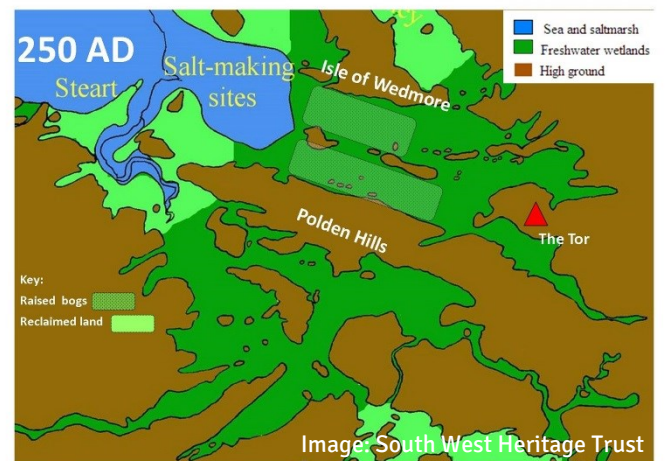 250 AD
Steart
Salt-making
sites
Isle of Wedmore
Sea and saltmarsh
Freshwater wetlands
High ground
Polden Hills
The Tor
Key:
Raised bogs
Reclaimed land
Image: South West Heritage Trust